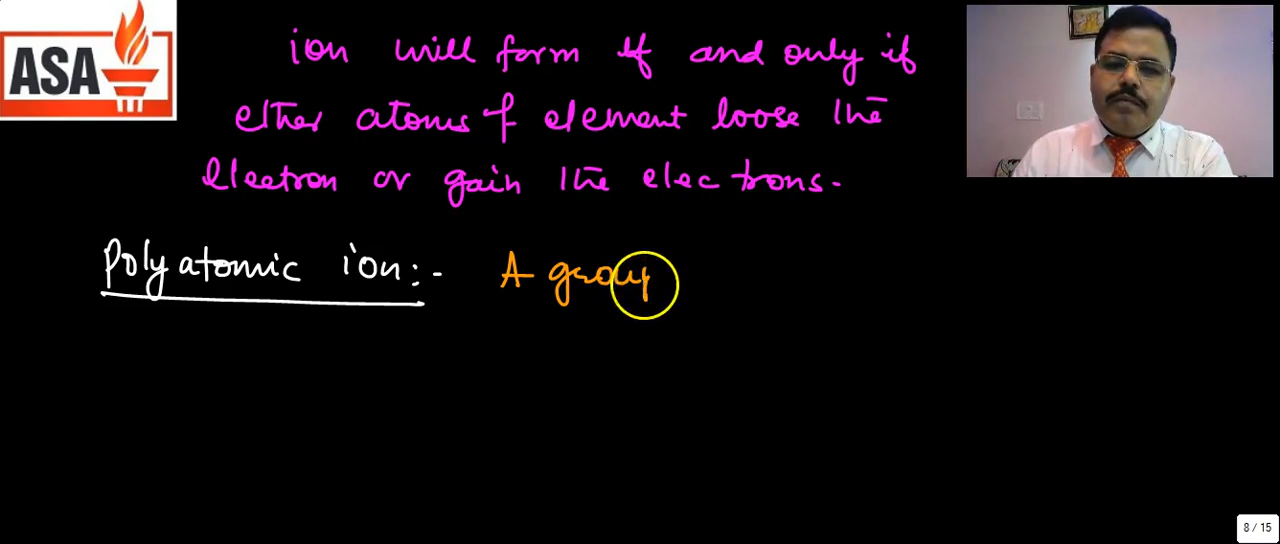 ASA
ion will form if and only if
ether atoms of element loose the
electron or gain the electrons.
Polyatomic ion:- A group
8 / 15